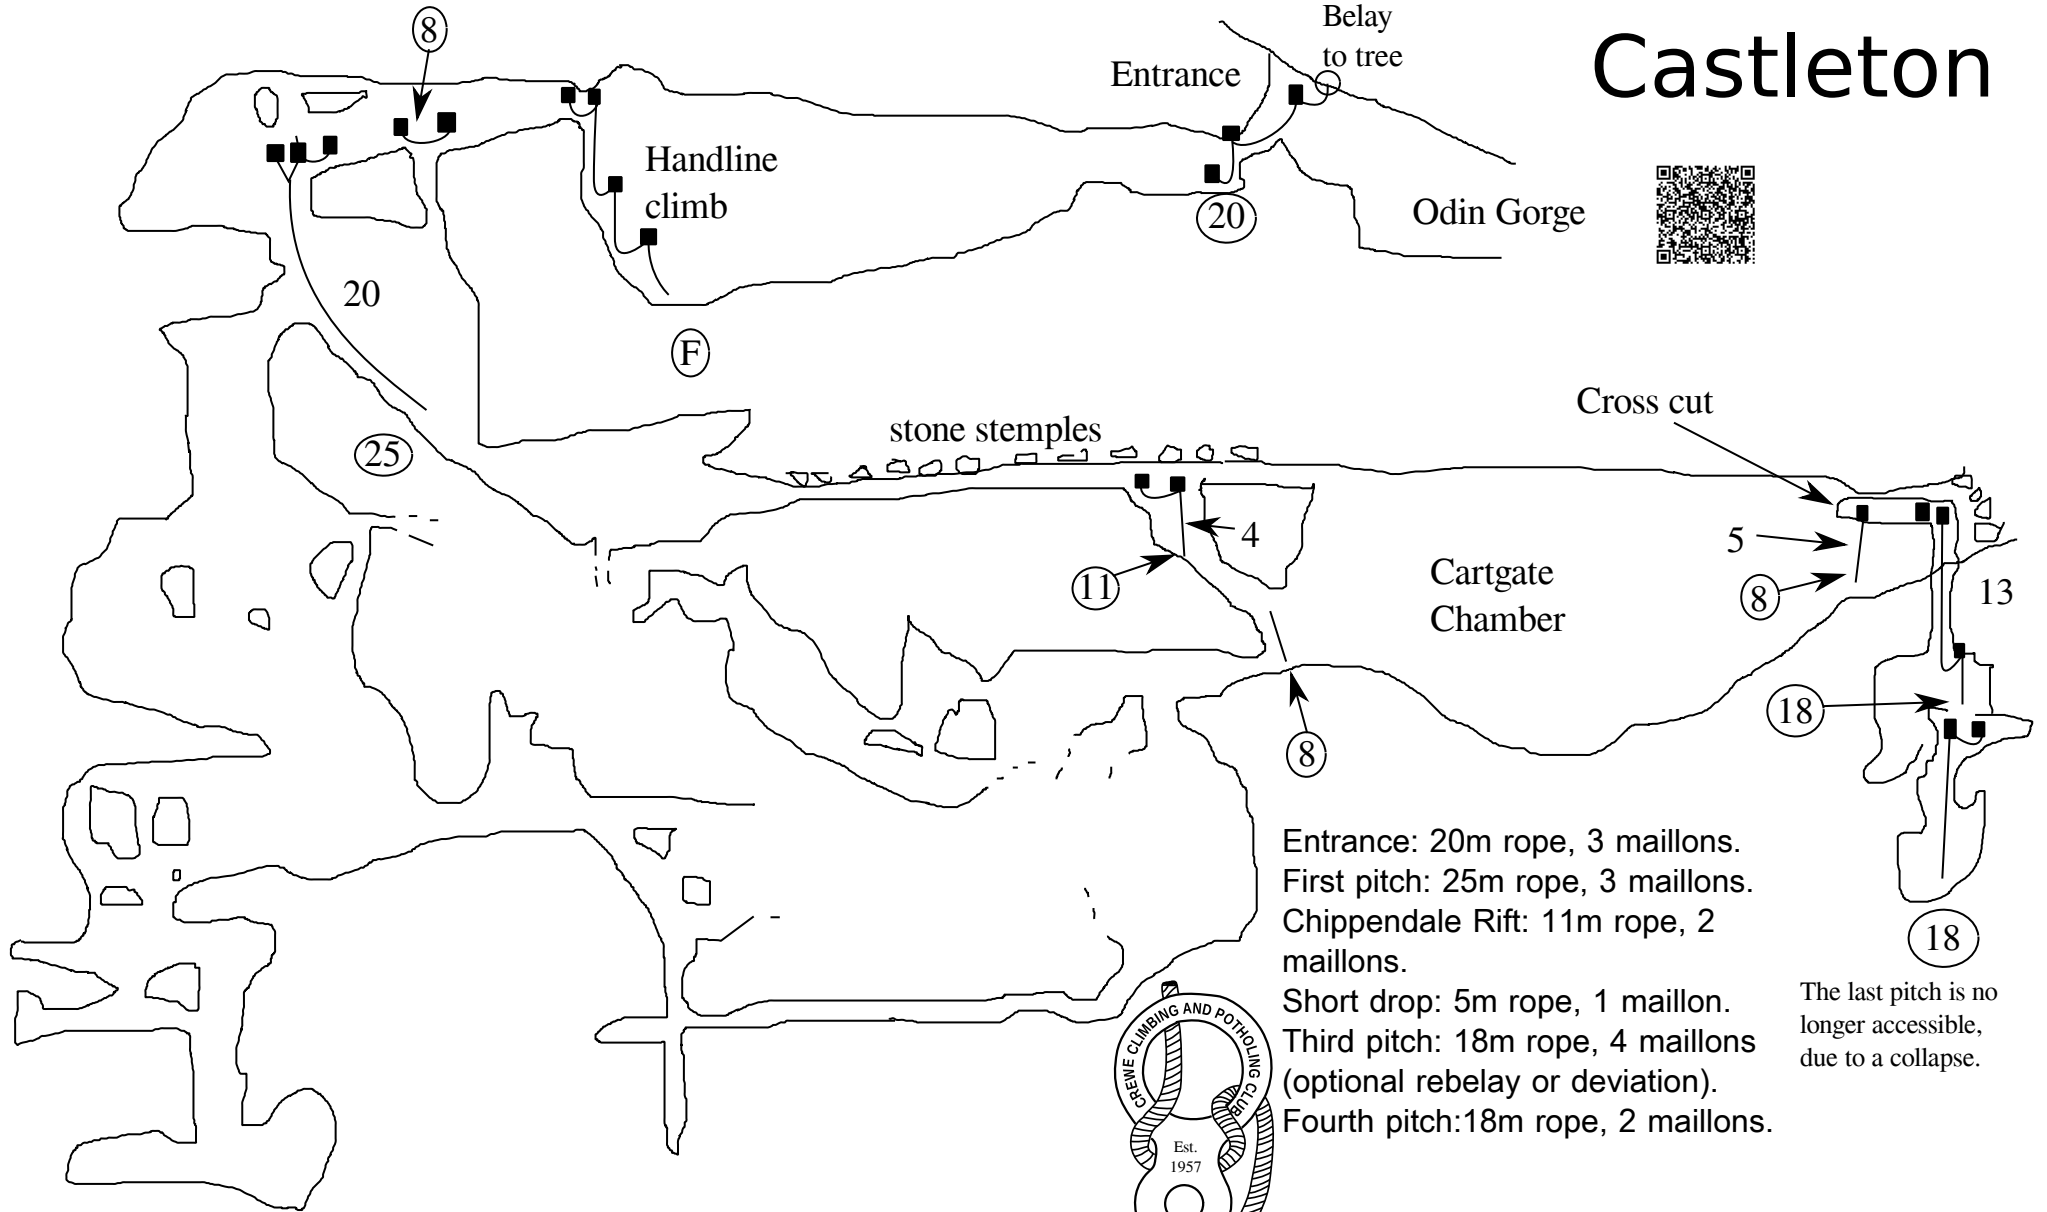 Castleton
8
Belay
to tree
Entrance
Handline
climb
20
Odin Gorge
20
F
25
stone stemples
Cross cut
4
11
5
8
13
Cartgate
Chamber
18
8
Entrance: 20m rope, 3 maillons.
First pitch: 25m rope, 3 maillons.
Chippendale Rift: 11m rope, 2
maillons.
Short drop: 5m rope, 1 maillon.
Third pitch: 18m rope, 4 maillons
(optional rebelay or deviation).
Fourth pitch:18m rope, 2 maillons.
18
The last pitch is no
longer accessible,
due to a collapse.
CREWE CLIMBING AND POTHOLING CLUB
Est.
1957